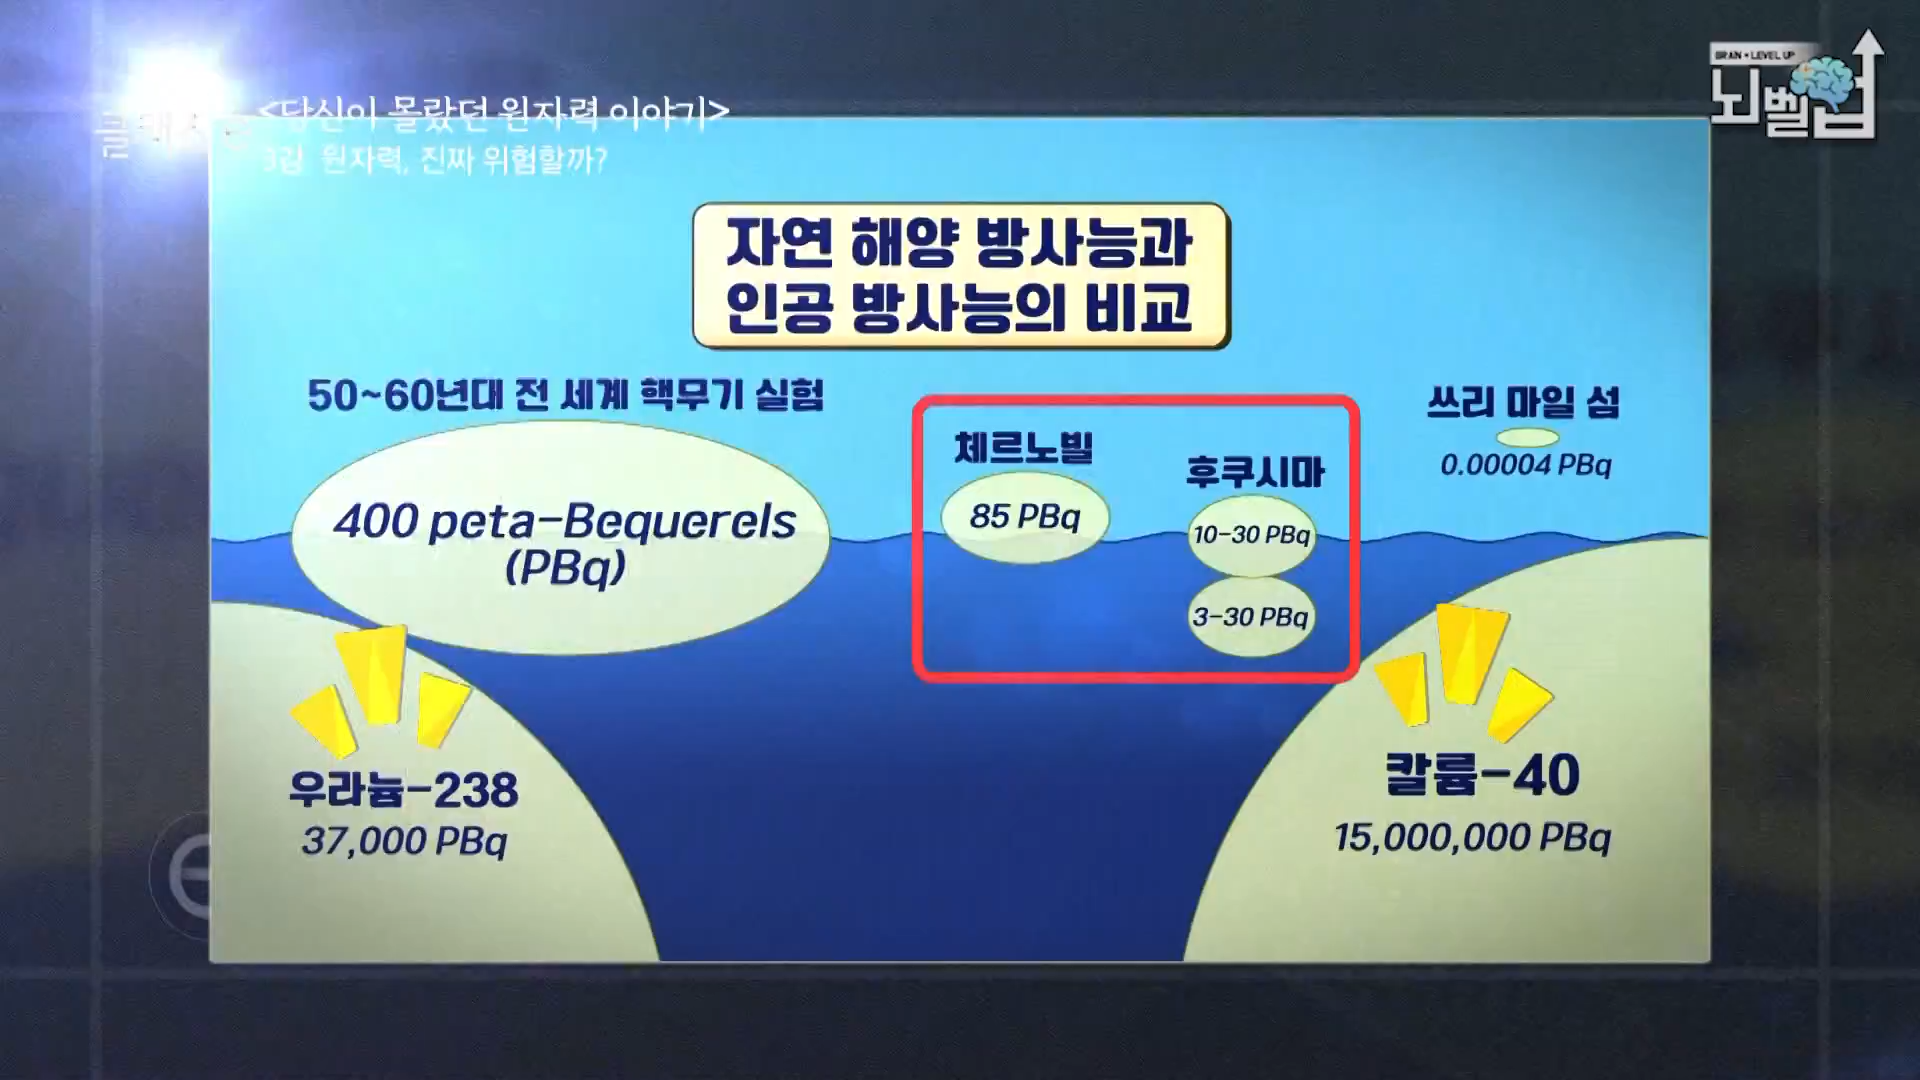 BRAIN • LEVEL UP
뇌벨업
<당신이 몰랐던 원자력 이야기>
3강 원자력, 진짜 위험할까?
자연 해양 방사능과
인공 방사능의 비교
50~60년대 전 세계 핵무기 실험
400 peta-Bequerels
(PBq)
체르노빌
85 PBq
후쿠시마
10-30 PBq
3-30 PBq
쓰리 마일 섬
0.00004 PBq
우라늄-238
37,000 PBq
칼륨-40
15,000,000 PBq